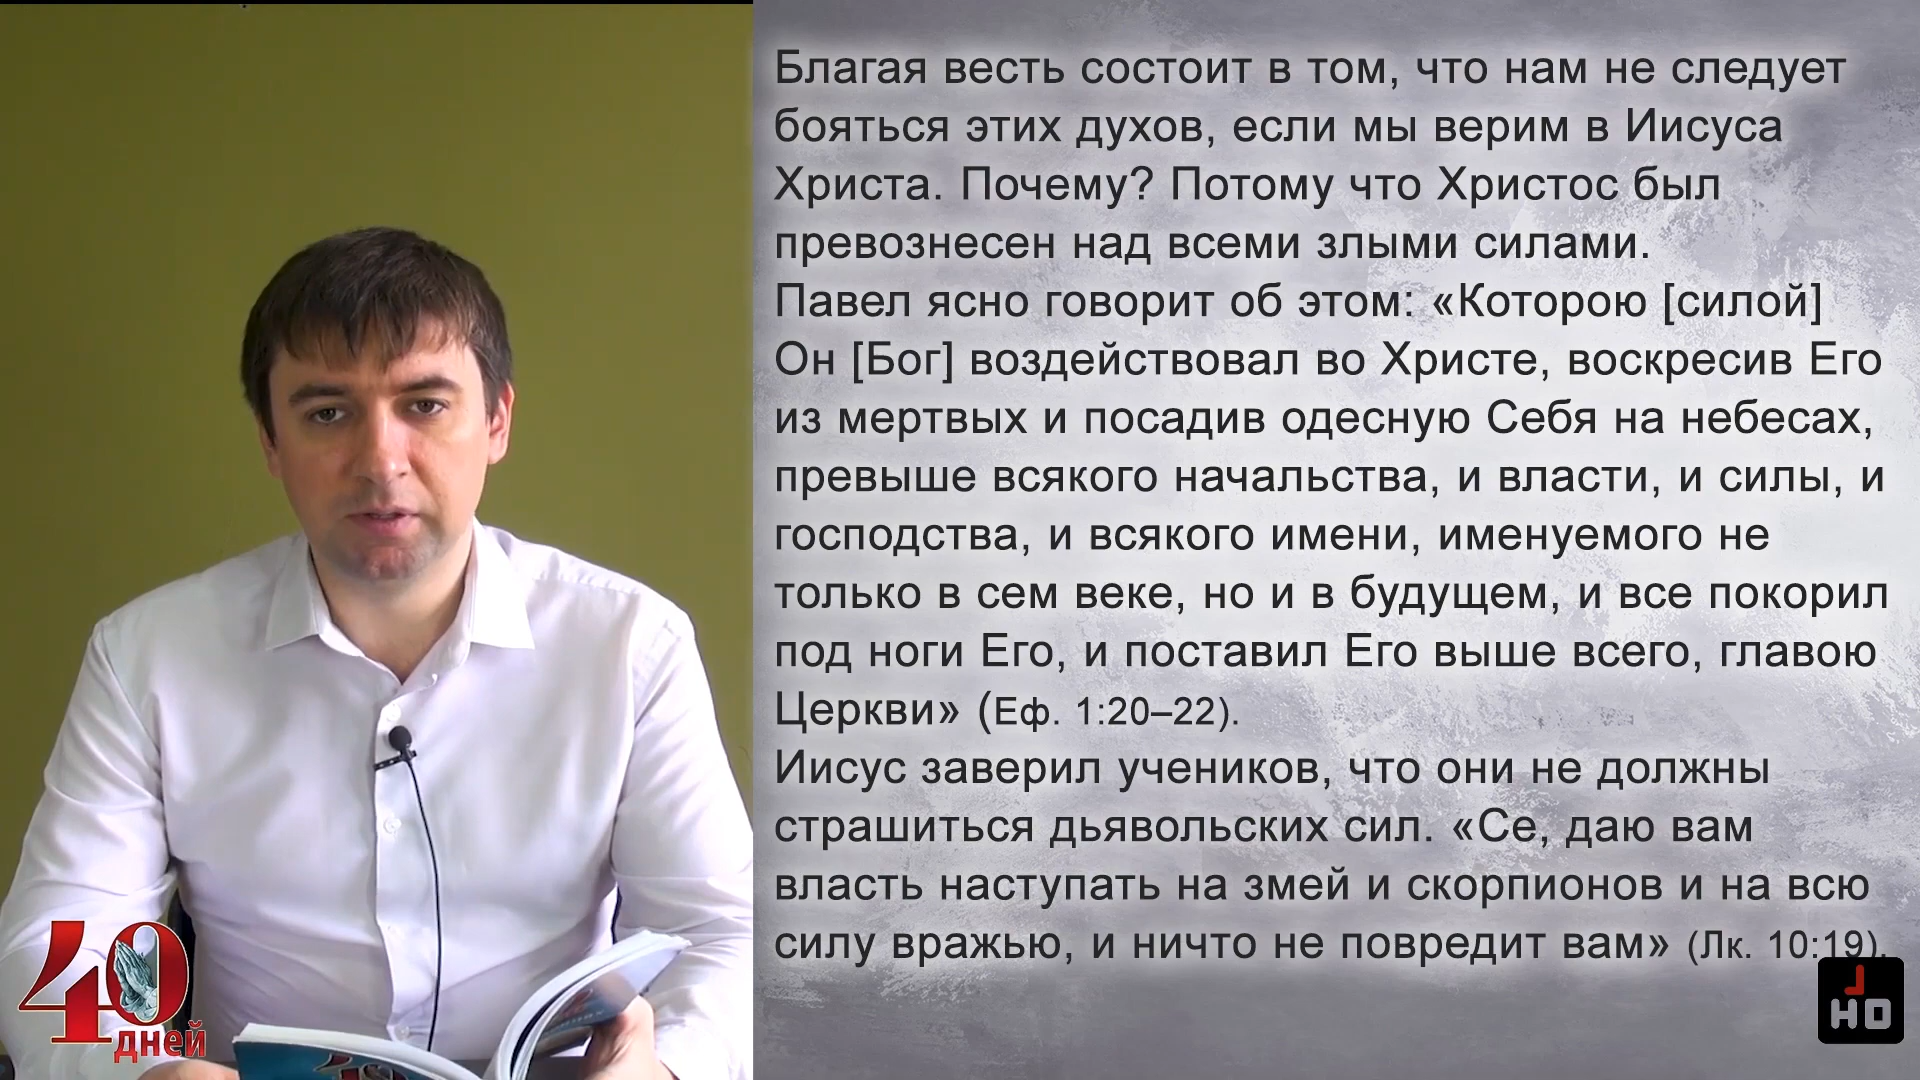 Благая весть состоит в том, что нам не следует
бояться этих духов, если мы верим в Иисуса
Христа. Почему? Потому что Христос был
превознесен над всеми злыми силами.
Павел ясно говорит об этом: «Которою [силой]
Он [Бог] воздействовал во Христе, воскресив Его
из мертвых и посадив одесную Себя на небесах,
превыше всякого начальства, и власти, и силы, и
господства, и всякого имени, именуемого не
только в сем веке, но и в будущем, и все покорил
под ноги Его, и поставил Его выше всего, главою
Церкви» (Еф. 1:20–22).
Иисус заверил учеников, что они не должны
страшиться дьявольских сил. «Се, даю вам
власть наступать на змей и скорпионов и на всю
силу вражью, и ничто не повредит вам» (Лк. 10:19).
40
дней
НО